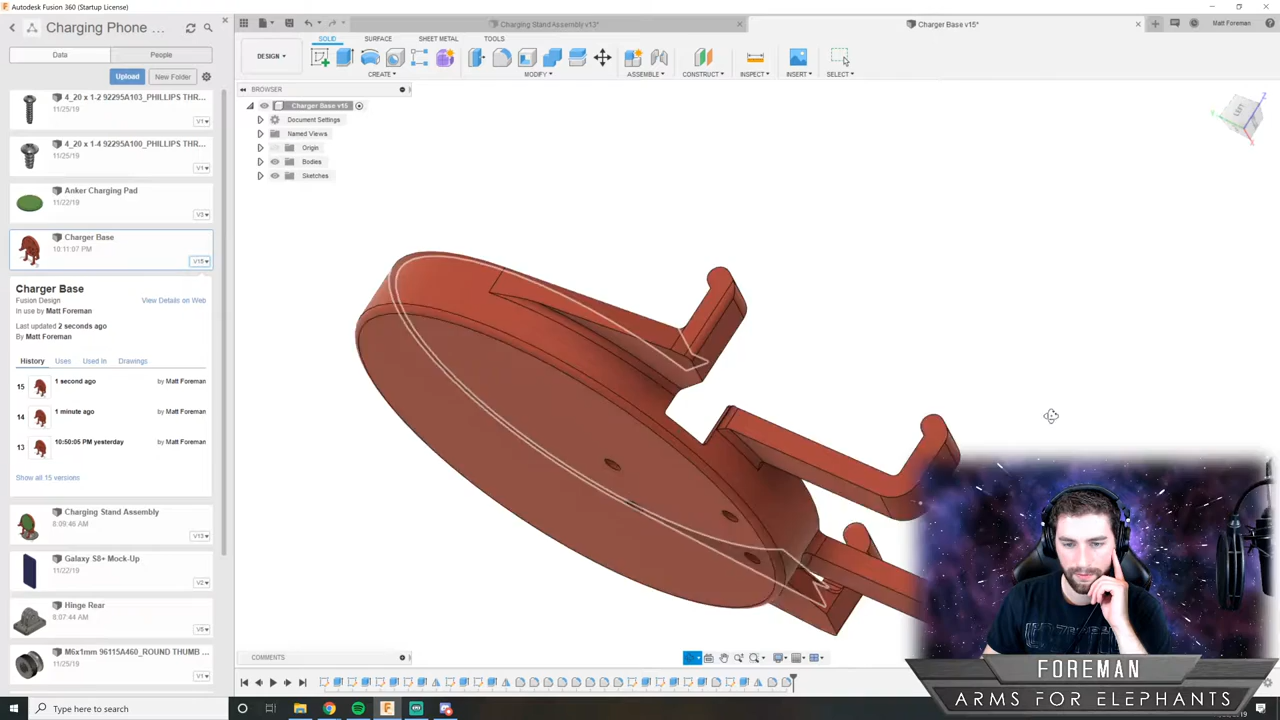 Autodesk Fusion 360 (Startup License)
Charging Phone ...
Data People
Upload New Folder
4_20 x 1-2 92295A103_PHILLIPS THR...
11/25/19
V1
4_20 x 1-4 92295A100_PHILLIPS THR...
11/25/19
V1
Anker Charging Pad
11/22/19
V3
Charger Base
10:11:07 PM
V15
Charger Base
Fusion Design View Details on Web
In use by Matt Foreman
Last updated 2 seconds ago
By Matt Foreman
History Uses Used In Drawings
15 1 second ago by Matt Foreman
14 1 minute ago by Matt Foreman
13 10:50:05 PM yesterday by Matt Foreman
Show all 15 versions
Charging Stand Assembly
8:09:46 AM
V13
Galaxy S8+ Mock-Up
11/22/19
V2
Hinge Rear
8:07:44 AM
V5
M6x1mm 96115A460_ROUND THUMB ...
11/25/19
V1
Charging Stand Assembly v13*
Charger Base v15*
Matt Foreman
DESIGN
SOLID SURFACE SHEET METAL TOOLS
CREATE MODIFY ASSEMBLE CONSTRUCT INSPECT INSERT SELECT
BROWSER
Charger Base v15
Document Settings
Named Views
Origin
Bodies
Sketches
LEFT
Z
Y
X
COMMENTS
FOREMAN
ARMS FOR ELEPHANTS
Type here to search